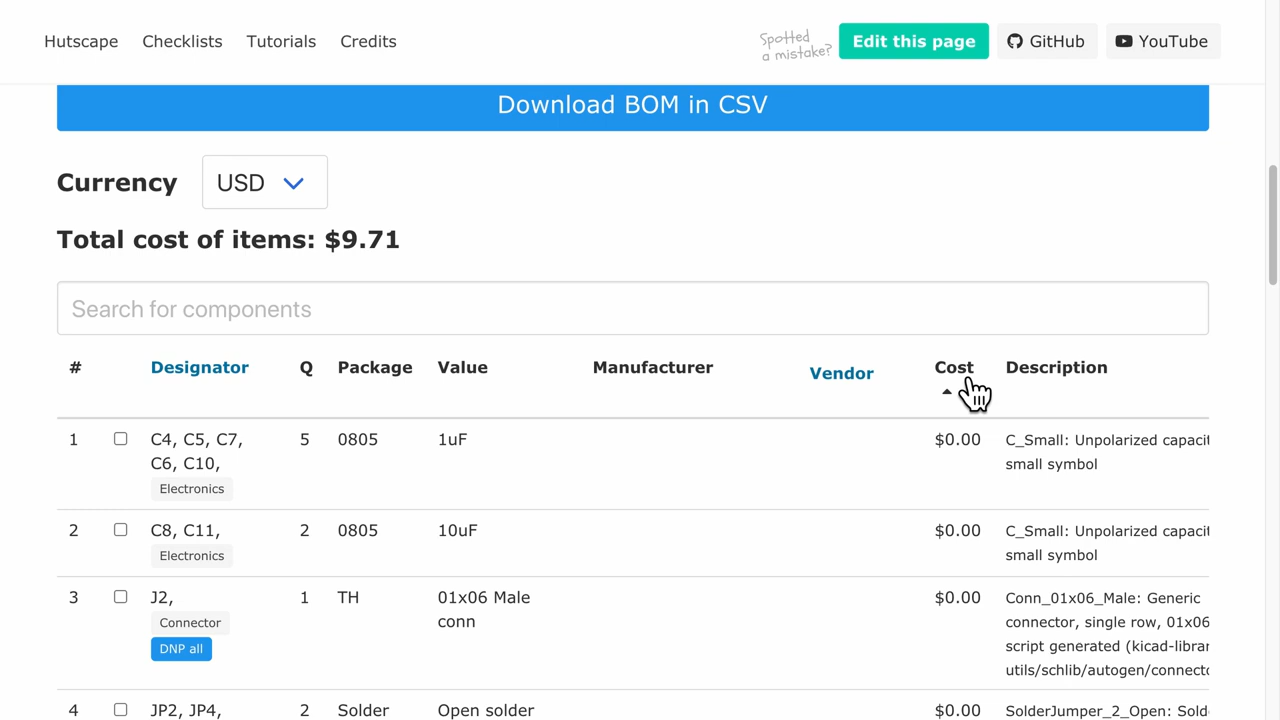 Hutscape Checklists Tutorials Credits Spotted a mistake? Edit this page GitHub YouTube
Download BOM in CSV
Currency USD
Total cost of items: $9.71
Search for components
# Designator Q Package Value Manufacturer Vendor Cost Description
1 C4, C5, C7, 5 0805 1uF $0.00 C_Small: Unpolarized capacit
C6, C10, small symbol
Electronics
2 C8, C11, 2 0805 10uF $0.00 C_Small: Unpolarized capacit
Electronics small symbol
3 J2, 1 TH 01x06 Male $0.00 Conn_01x06_Male: Generic
Connector conn connector, single row, 01x06
DNP all script generated (kicad-librar
utils/schlib/autogen/connecto
4 JP2, JP4, 2 Solder Open solder SolderJumper_2_Open: Sold